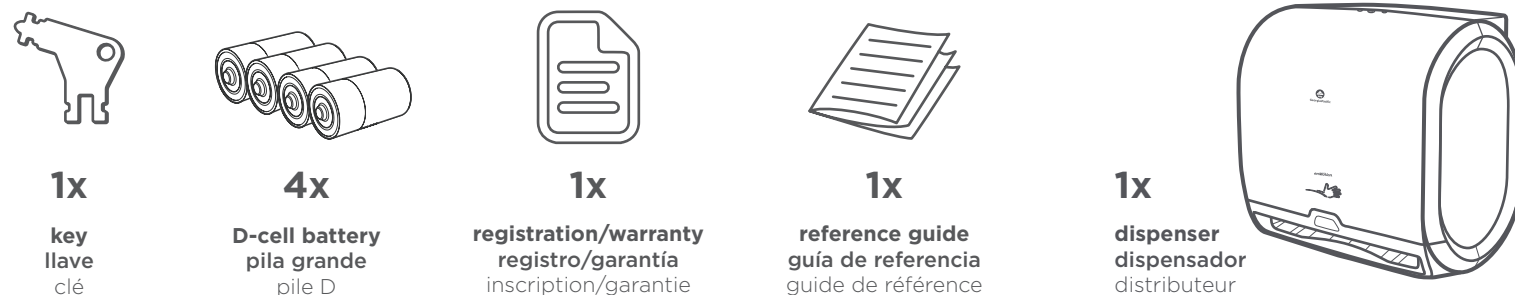 1x
key
llave
clé
4x
D-cell battery
pila grande
pile D
1x
registration/warranty
registro/garantía
inscription/garantie
1x
reference guide
guía de referencia
guide de référence
1x
dispenser
dispensador
distributeur